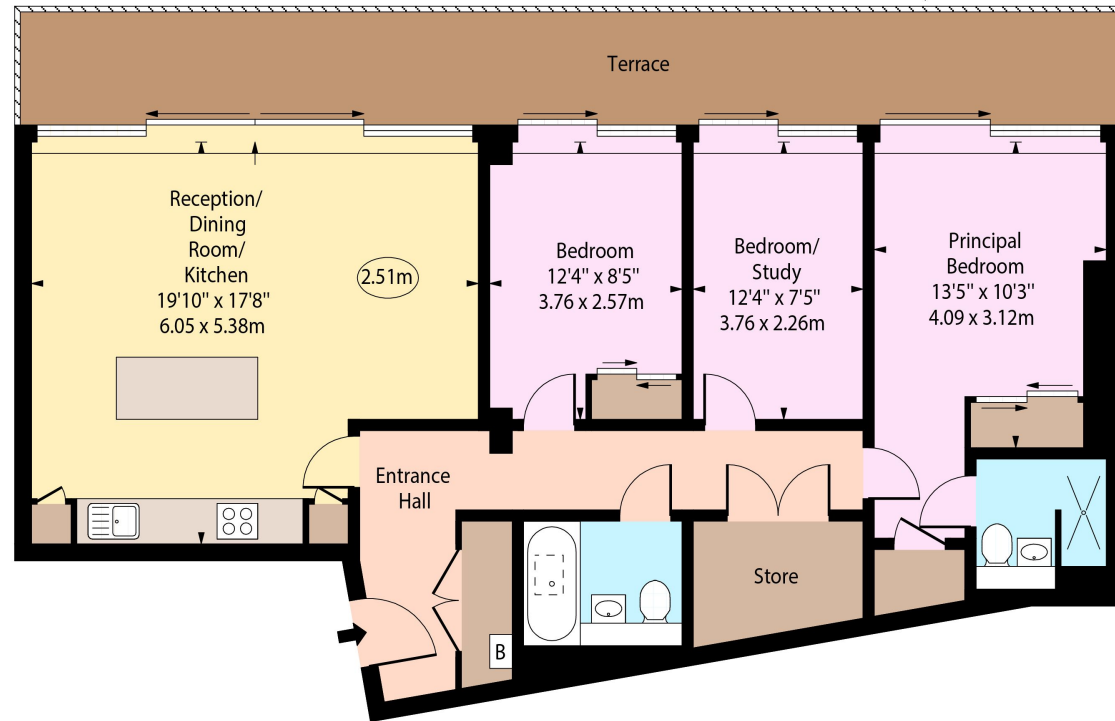 Terrace
Reception/
Dining
Room/
Kitchen
19'10" x 17'8"
6.05 x 5.38m
2.51m
Bedroom
12'4" x 8'5"
3.76 x 2.57m
Bedroom/
Study
12'4" x 7'5"
3.76 x 2.26m
Principal
Bedroom
13'5" x 10'3"
4.09 x 3.12m
Entrance
Hall
Store
B